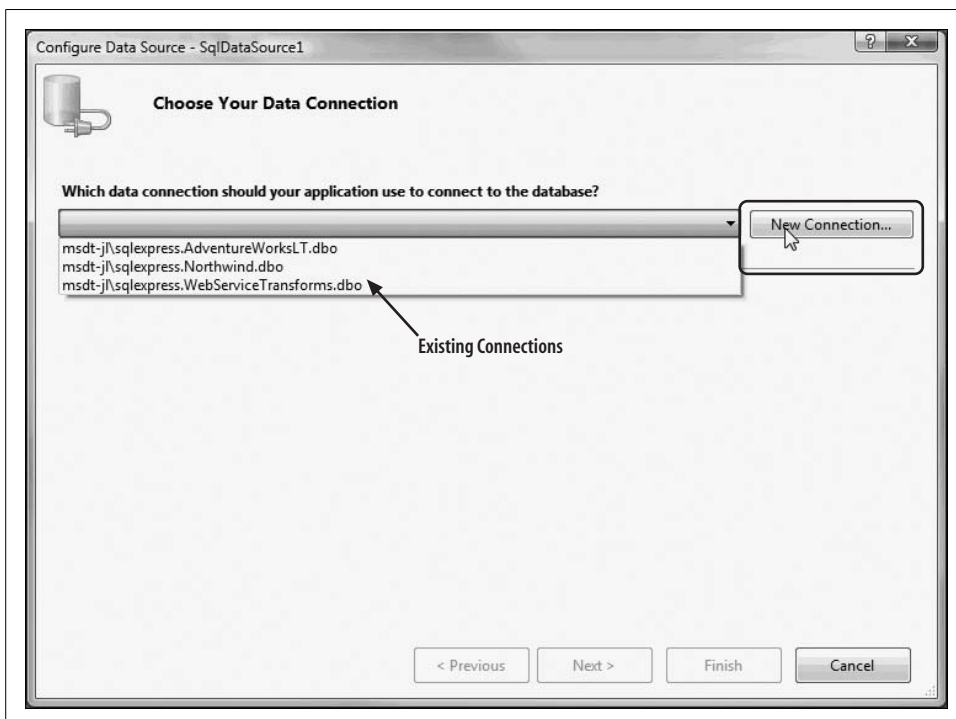 Configure Data Source - SqlDataSource1
Choose Your Data Connection
Which data connection should your application use to connect to the database?
New Connection...
msdt-jl\sqlexpress.AdventureWorksLT.dbo
msdt-jl\sqlexpress.Northwind.dbo
msdt-jl\sqlexpress.WebServiceTransforms.dbo
Existing Connections
< Previous
Next >
Finish
Cancel